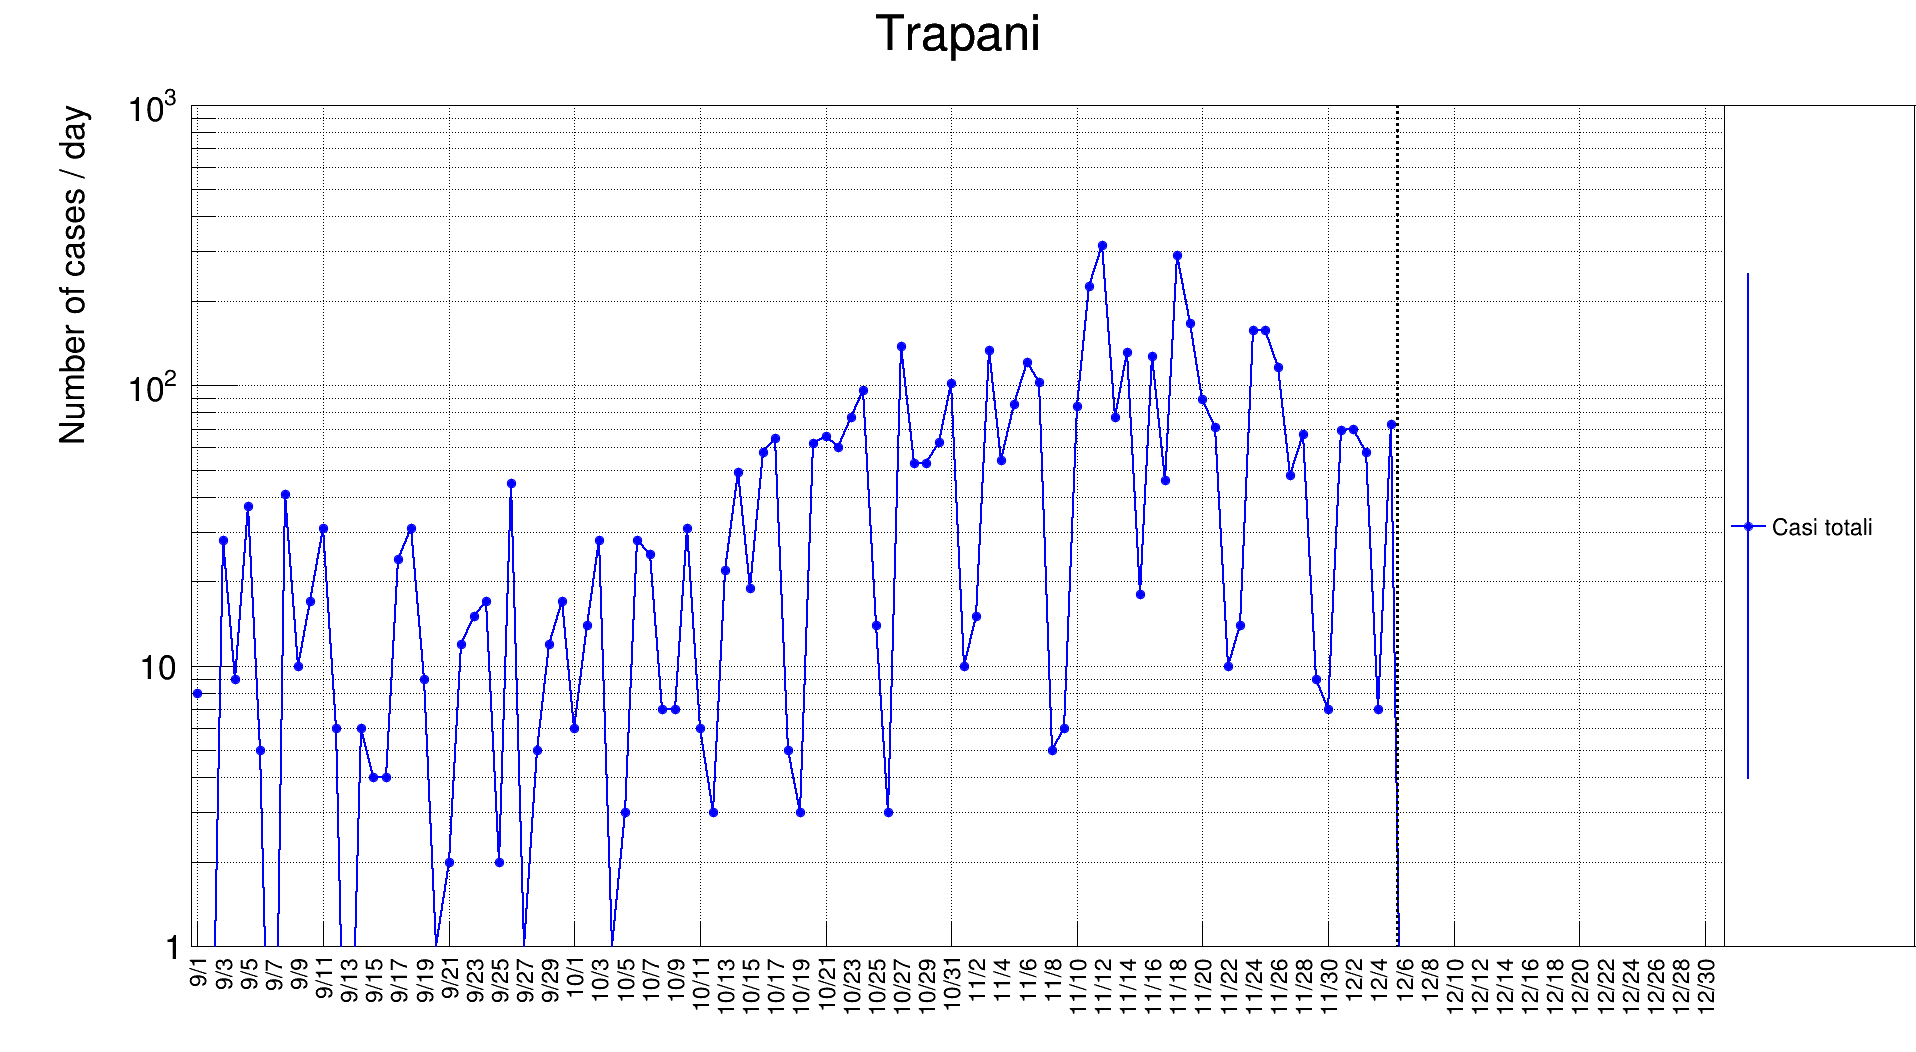 Trapani
Number of cases / day
10³
10²
10
1
9/1 9/3 9/5 9/7 9/9 9/11 9/13 9/15 9/17 9/19 9/21 9/23 9/25 9/27 9/29 10/1 10/3 10/5 10/7 10/9 10/11 10/13 10/15 10/17 10/19 10/21 10/23 10/25 10/27 10/29 10/31 11/2 11/4 11/6 11/8 11/10 11/12 11/14 11/16 11/18 11/20 11/22 11/24 11/26 11/28 11/30 12/2 12/4 12/6 12/8 12/10 12/12 12/14 12/16 12/18 12/20 12/22 12/24 12/26 12/28 12/30
Casi totali